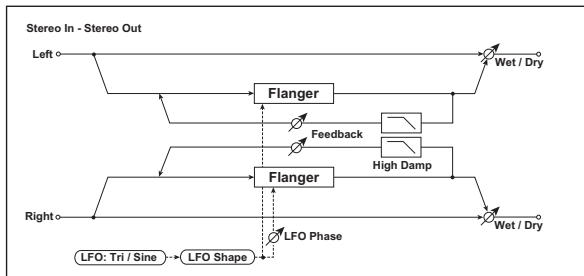 Stereo In - Stereo Out
Left
Wet / Dry
Flanger
Feedback
High Damp
Flanger
Right
LFO Phase
Wet / Dry
LFO: Tri / Sine
LFO Shape